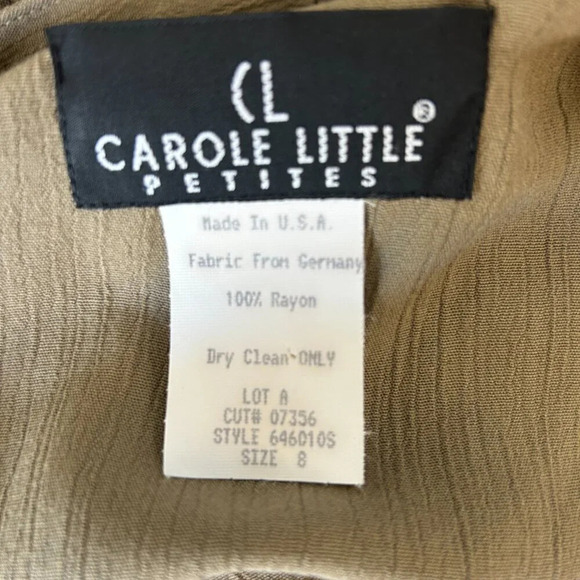 CL
CAROLE LITTLE®
PETITES
Made In U.S.A.
Fabric From Germany
100% Rayon
Dry Clean-ONLY
LOT A
CUT# 07356
STYLE 646010S
SIZE 8